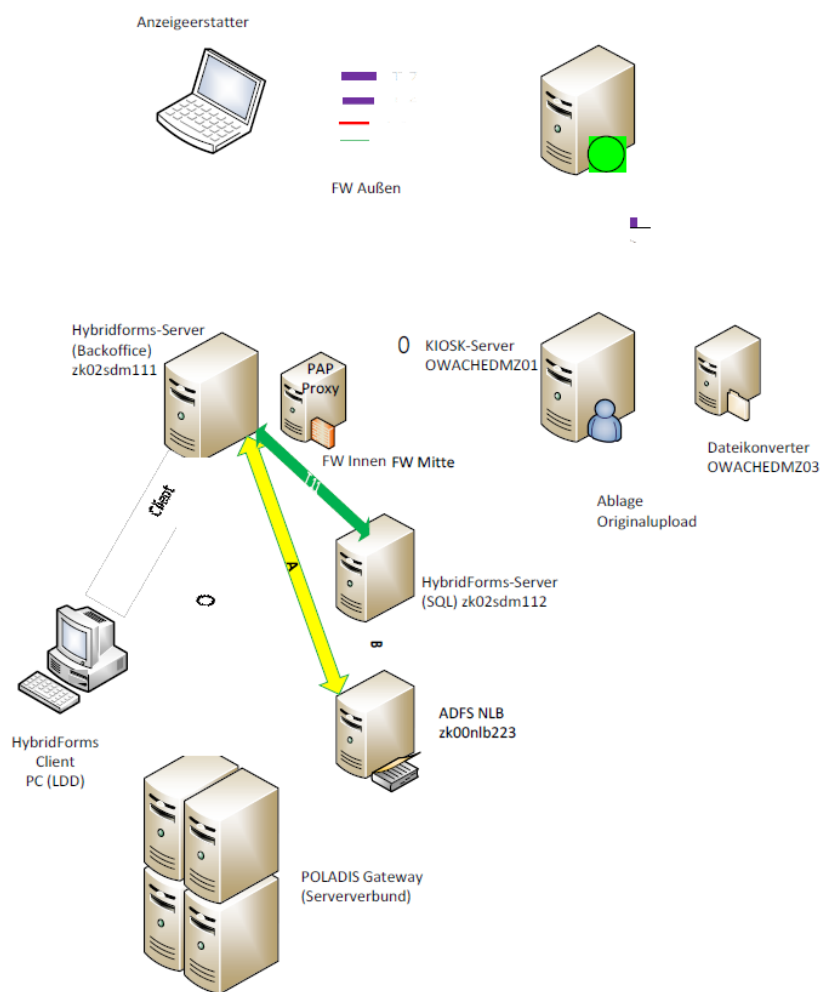 Anzeigeerstatter
FW Außen
Hybridforms-Server
(Backoffice)
zk02sdm111
PAP
Proxy
0
KIOSK-Server
OWACHEDMZ01
FW Innen
FW Mitte
Dateikonverter
OWACHEDMZ03
Ablage
Originalupload
Client
A
HybridForms-Server
(SQL) zk02sdm112
B
ADFS NLB
zk00nlb223
HybridForms
Client
PC (LDD)
POLADIS Gateway
(Serververbund)